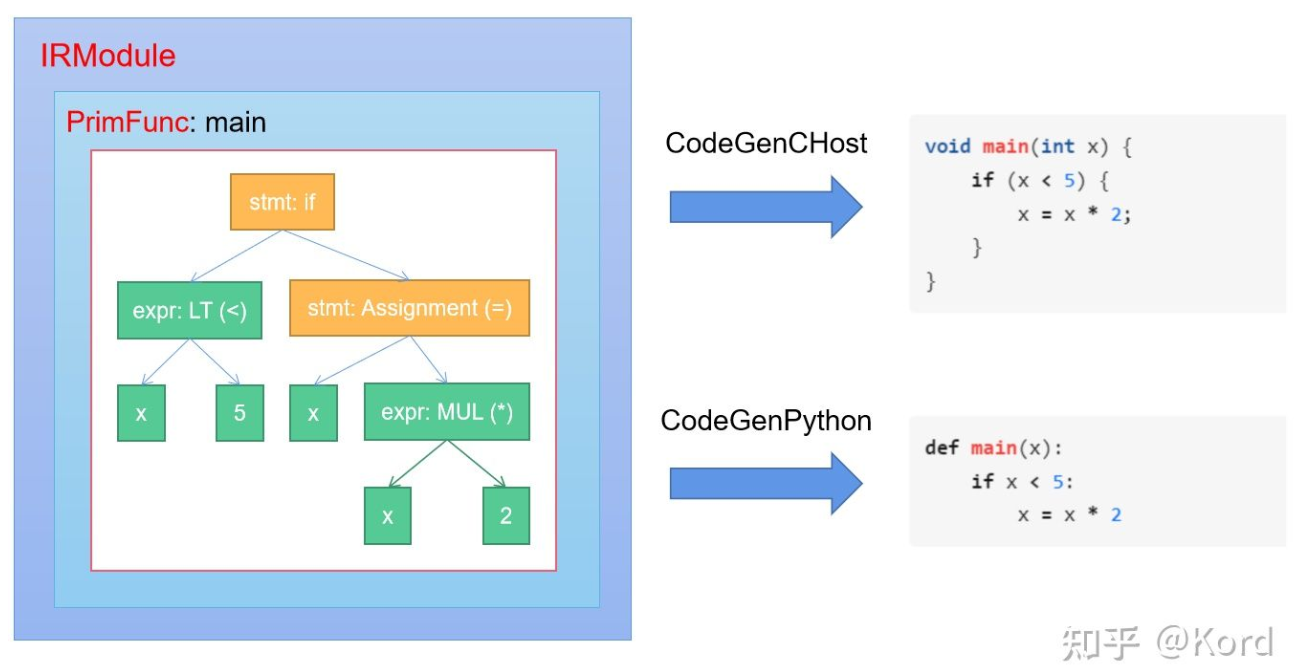 IRModule
PrimFunc: main
stmt: if
expr: LT (<)
stmt: Assignment (=)
x
5
x
expr: MUL (*)
x
2
CodeGenCHost
void main(int x) {
    if (x < 5) {
        x = x * 2;
    }
}
CodeGenPython
def main(x):
    if x < 5:
        x = x * 2
知乎 @Kord